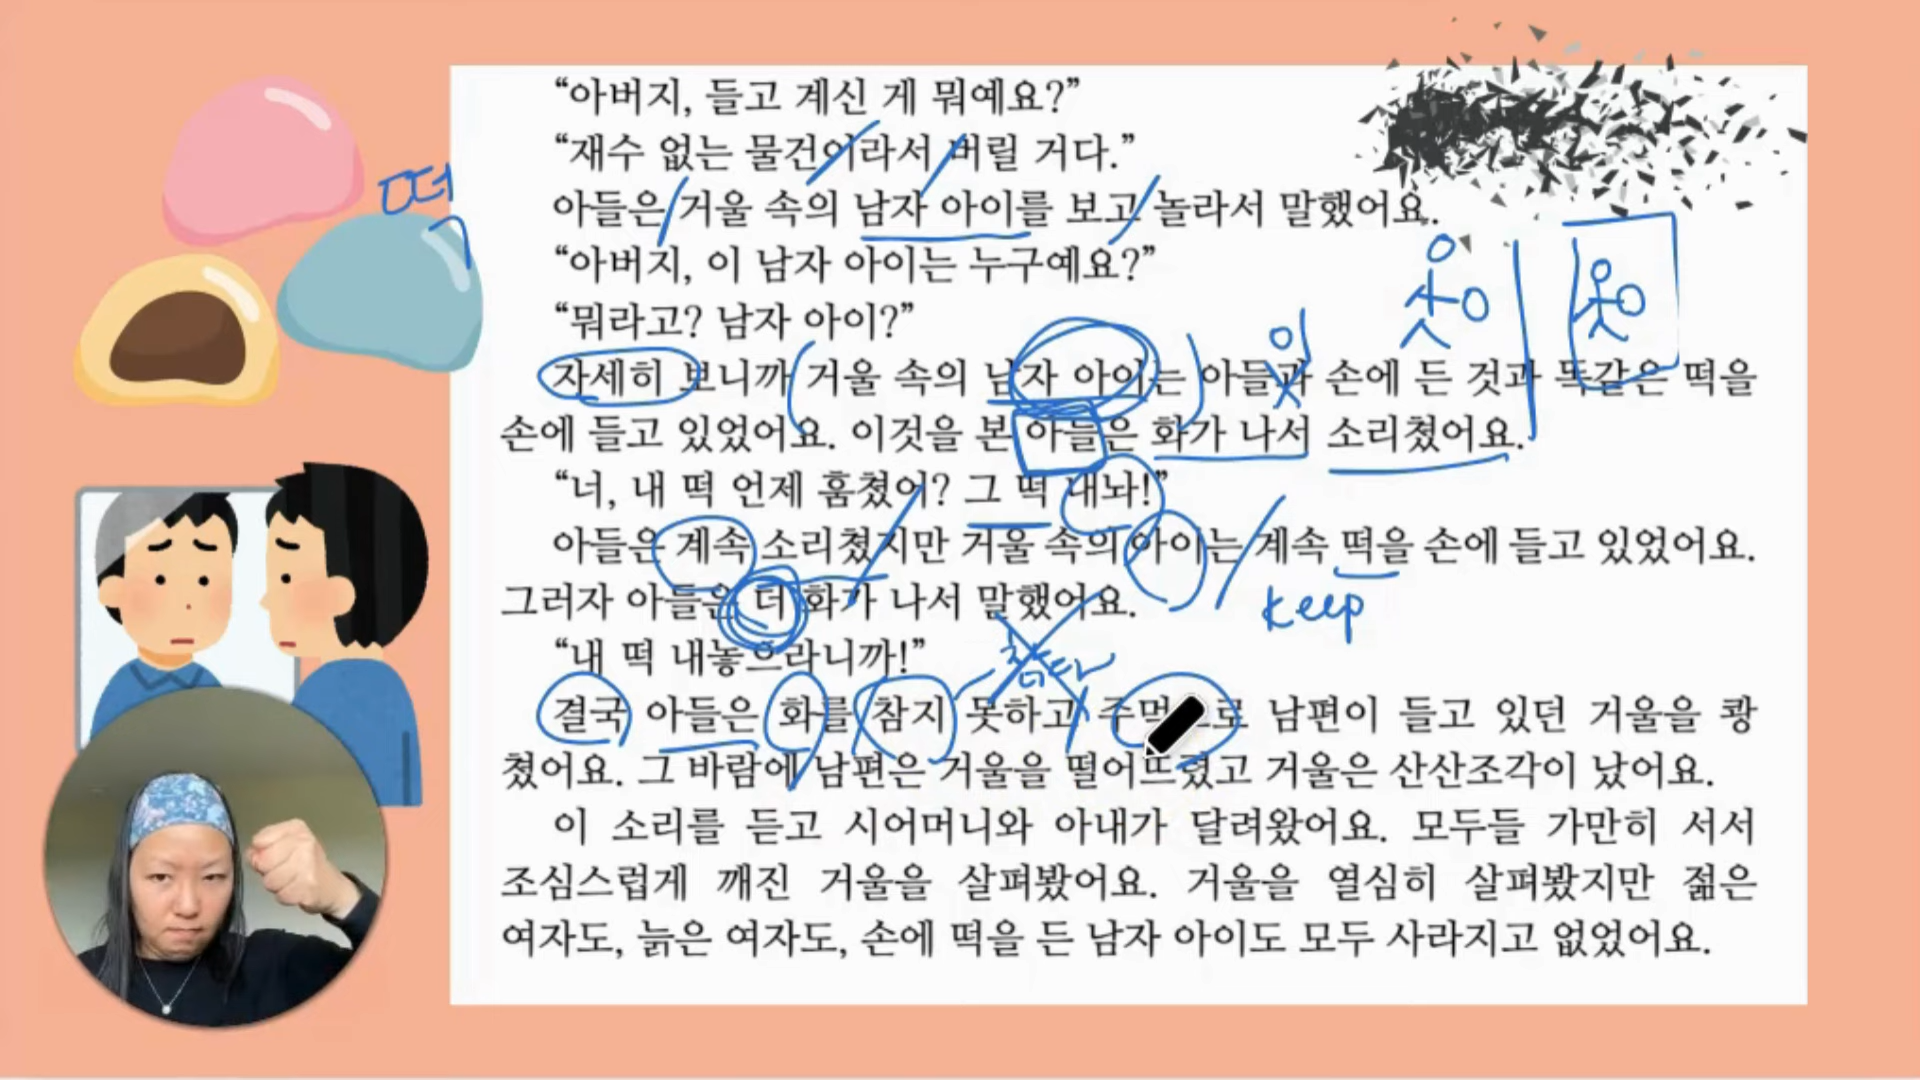 “아버지, 들고 계신 게 뭐예요?”
“재수 없는 물건이라서 버릴 거다.”
떡
아들은 거울 속의 남자 아이를 보고 놀라서 말했어요.
“아버지, 이 남자 아이는 누구예요?”
“뭐라고? 남자 아이?”
자세히 보니까 거울 속의 남자 아이는 아들과 손에 든 것과 똑같은 떡을
손에 들고 있었어요. 이것을 본 아들은 화가 나서 소리쳤어요.
“너, 내 떡 언제 훔쳤어? 그 떡 내놔!”
아들은 계속 소리쳤지만 거울 속의 아이는 계속 떡을 손에 들고 있었어요.
그러자 아들은 더 화가 나서 말했어요.
keep
“내 떡 내놓으라니까!”
참다
결국 아들은 화를 참지 못하고 주먹으로 남편이 들고 있던 거울을 쾅
쳤어요. 그 바람에 남편은 거울을 떨어뜨렸고 거울은 산산조각이 났어요.
이 소리를 듣고 시어머니와 아내가 달려왔어요. 모두들 가만히 서서
조심스럽게 깨진 거울을 살펴봤어요. 거울을 열심히 살펴봤지만 젊은
여자도, 늙은 여자도, 손에 떡을 든 남자 아이도 모두 사라지고 없었어요.